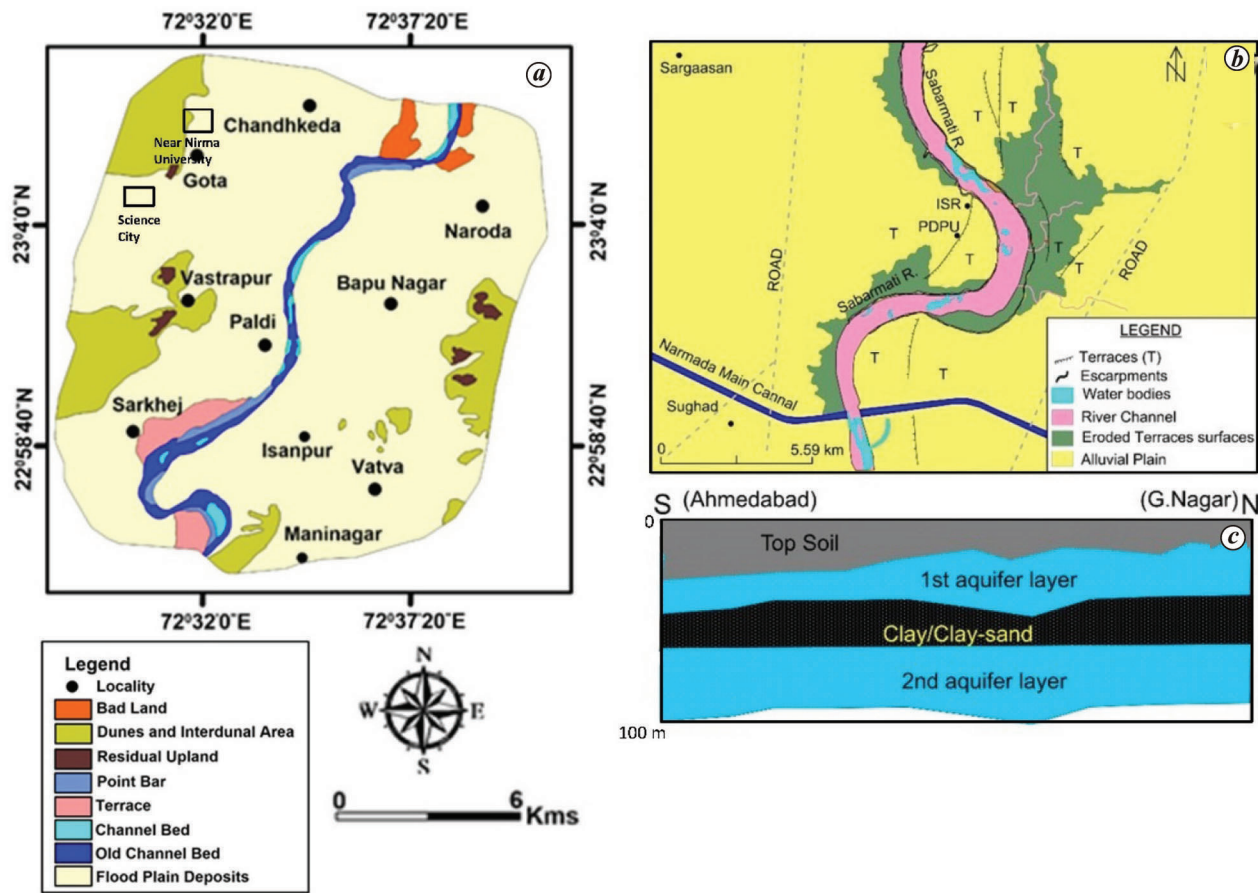 72°32'0"E
72°37'20"E
a
23°4'0"N
22°58'40"N
Chandhkeda
Near Nirma
University
Gota
Science
City
Naroda
Vastrapur
Bapu Nagar
Paldi
Sarkhej
Isanpur
Vatva
Maninagar
23°4'0"N
22°58'40"N
72°32'0"E
72°37'20"E
Legend
Locality
Bad Land
Dunes and Interdunal Area
Residual Upland
Point Bar
Terrace
Channel Bed
Old Channel Bed
Flood Plain Deposits
N
W E
S
0 6
Kms
b
Sargaasan
N
Sabarmati R
T
T
T
ISR
PDPU
T
T
T
T
ROAD
ROAD
Sabarmati R.
T
T
T
Narmada Main Cannal
Sughad
0 5.59 km
LEGEND
Terraces (T)
Escarpments
Water bodies
River Channel
Eroded Terraces surfaces
Alluvial Plain
S (Ahmedabad) (G.Nagar) N
0
c
Top Soil
1st aquifer layer
Clay/Clay-sand
2nd aquifer layer
100 m